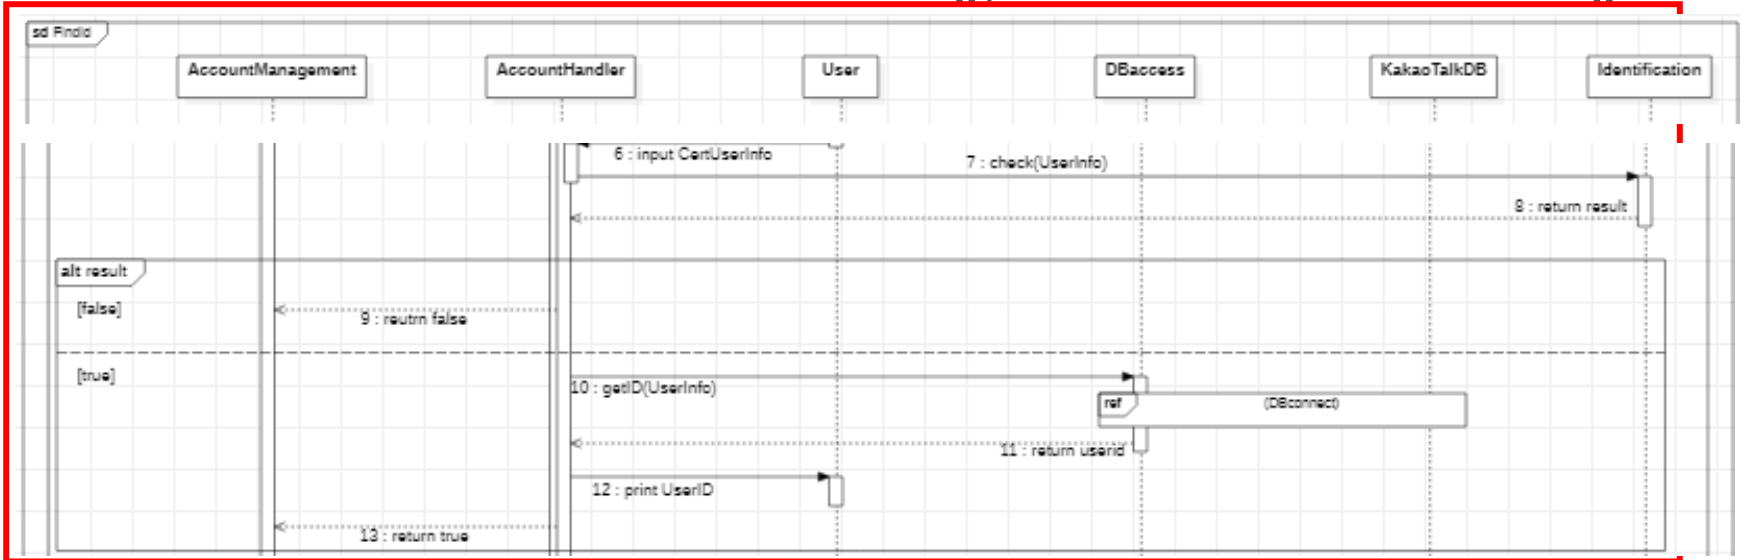 sd FindId
AccountManagement
AccountHandler
User
DBaccess
KakaoTalkDB
Identification
6 : input CertUserInfo
7 : check(UserInfo)
8 : return result
alt result
[false]
9 : reutrn false
[true]
10 : getID(UserInfo)
ref
(DBconnect)
11 : return userid
12 : print UserID
13 : return true